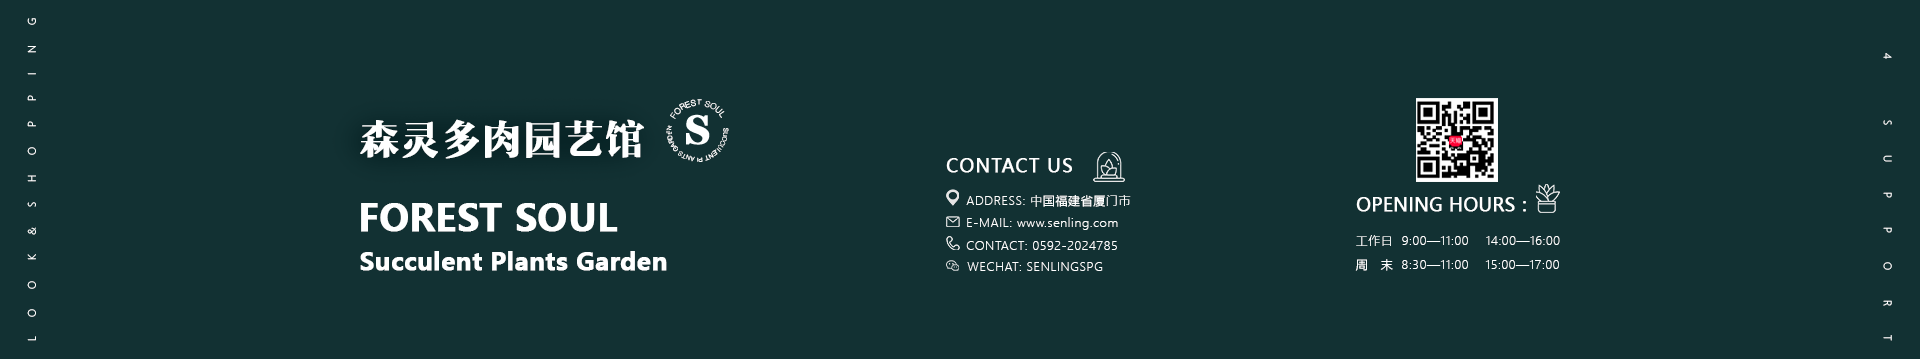 LOOK&SHOPPING
森灵多肉园艺馆
FOREST SOUL SUCCULENT PLANTS GARDEN
S
FOREST SOUL
Succulent Plants Garden
CONTACT US
ADDRESS: 中国福建省厦门市
E-MAIL: www.senling.com
CONTACT: 0592-2024785
WECHAT: SENLINGSPG
OPENING HOURS :
工作日 9:00—11:00 14:00—16:00
周 末 8:30—11:00 15:00—17:00
4 SUPPORT